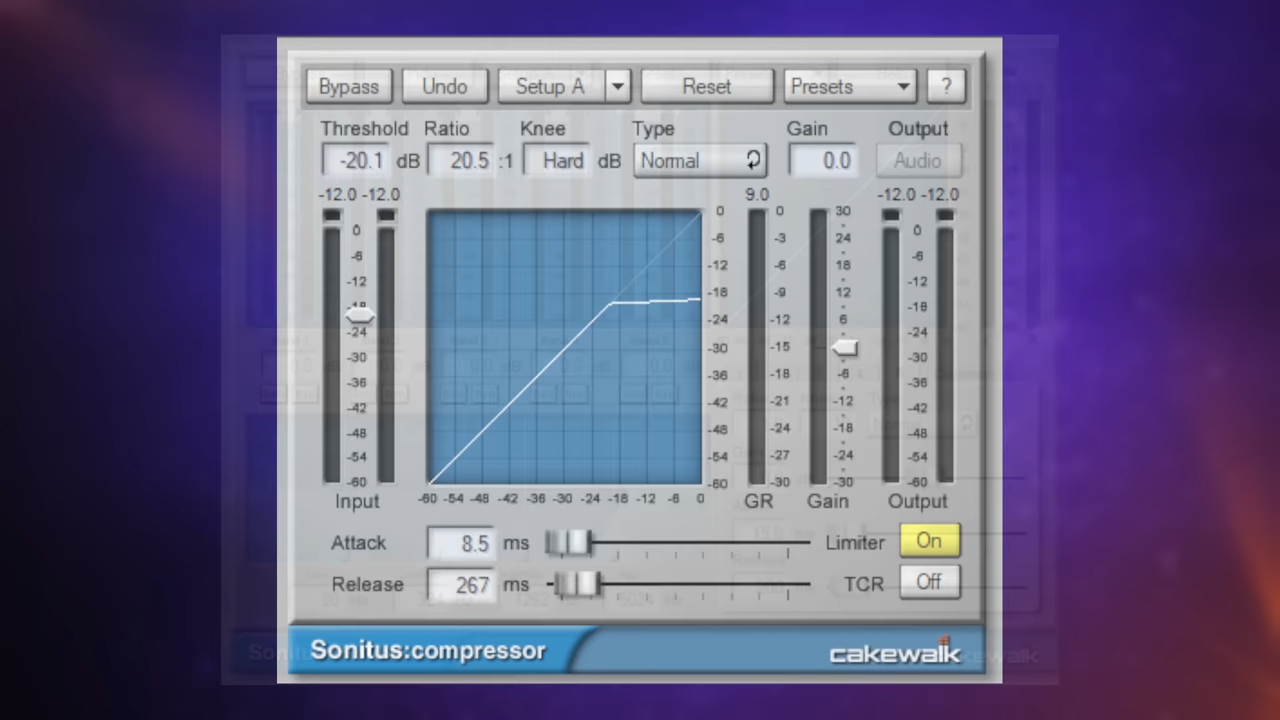 Bypass Undo Setup A Reset Presets ?
Threshold Ratio Knee Type Gain Output
-20.1 dB 20.5 :1 Hard dB Normal 0.0 Audio
-12.0 -12.0 9.0 -12.0 -12.0
0 0 0 30 0
-6 -6 -3 24 -6
-12 -12 -6 18 -12
-18 -18 -9 12 -18
-24 -24 -12 6 -24
-30 -30 -15 -30
-36 -36 -18 -6 -36
-42 -42 -21 -12 -42
-48 -48 -24 -18 -48
-54 -54 -27 -24 -54
-60 -60 -30 -30 -60
-60 -54 -48 -42 -36 -30 -24 -18 -12 -6 0
Input GR Gain Output
Attack 8.5 ms Limiter On
Release 267 ms TCR Off
Sonitus:compressor cakewalk